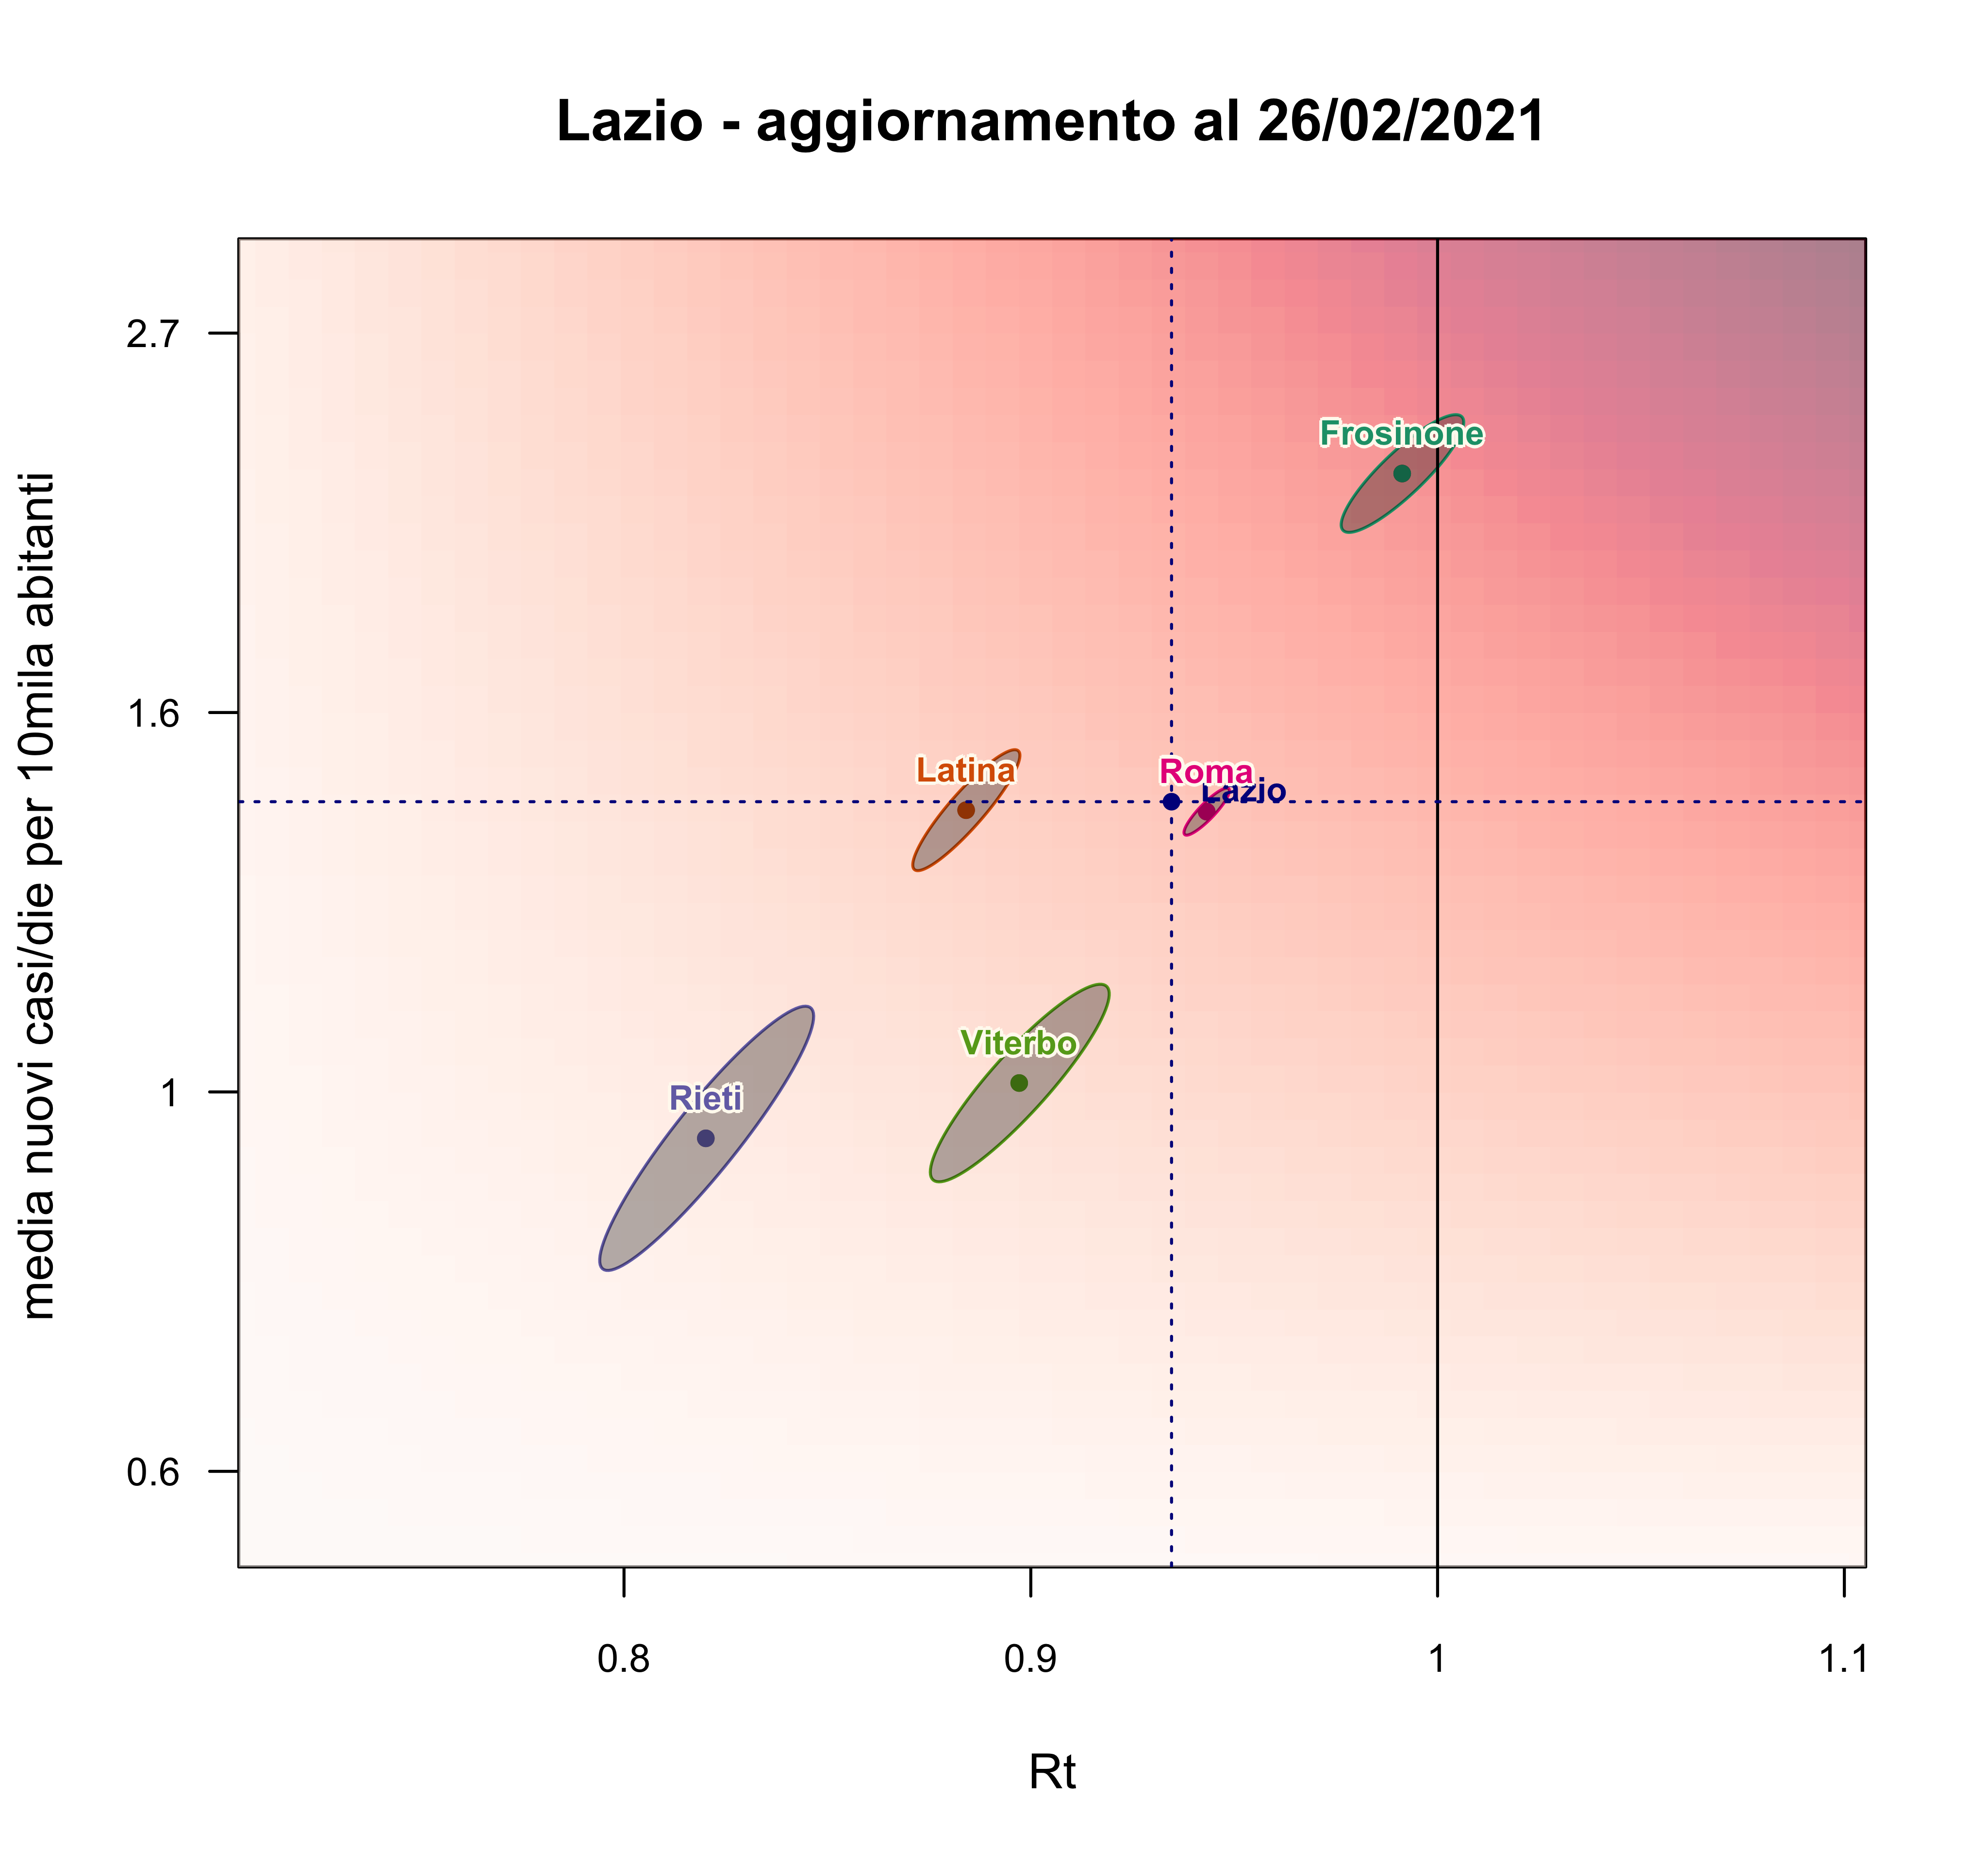 Lazio - aggiornamento al 26/02/2021
media nuovi casi/die per 10mila abitanti
2.7
1.6
1
0.6
Frosinone
Latina
Roma
Lazio
Viterbo
Rieti
0.8
0.9
1
1.1
Rt